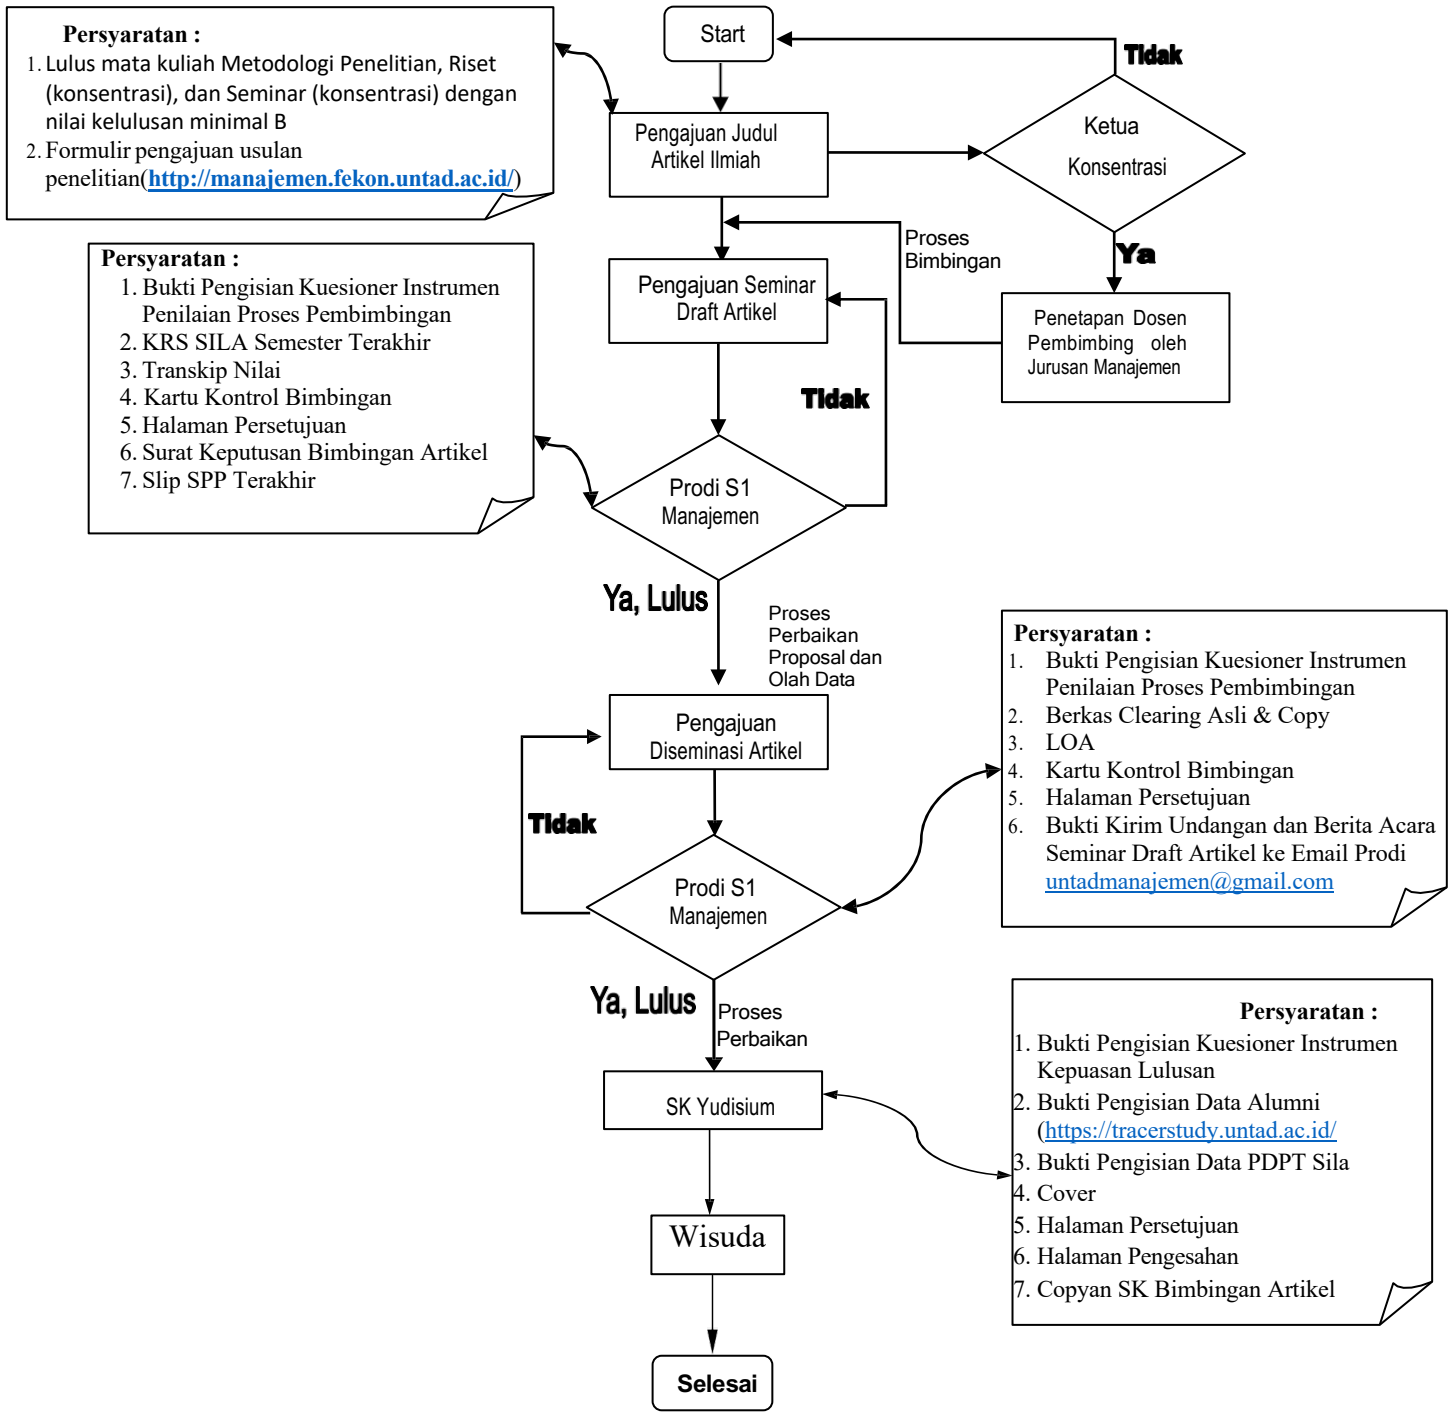 Persyaratan :
1. Lulus mata kuliah Metodologi Penelitian, Riset
(konsentrasi), dan Seminar (konsentrasi) dengan
nilai kelulusan minimal B
2. Formulir pengajuan usulan
penelitian(http://manajemen.fekon.untad.ac.id/)
Start
Tidak
Pengajuan Judul
Artikel Ilmiah
Ketua
Konsentrasi
Ya
Proses
Bimbingan
Penetapan Dosen
Pembimbing oleh
Jurusan Manajemen
Pengajuan Seminar
Draft Artikel
Tidak
Persyaratan :
1. Bukti Pengisian Kuesioner Instrumen
Penilaian Proses Pembimbingan
2. KRS SILA Semester Terakhir
3. Transkip Nilai
4. Kartu Kontrol Bimbingan
5. Halaman Persetujuan
6. Surat Keputusan Bimbingan Artikel
7. Slip SPP Terakhir
Prodi S1
Manajemen
Ya, Lulus
Proses
Perbaikan
Proposal dan
Olah Data
Pengajuan
Diseminasi Artikel
Tidak
Persyaratan :
1. Bukti Pengisian Kuesioner Instrumen
Penilaian Proses Pembimbingan
2. Berkas Clearing Asli & Copy
3. LOA
4. Kartu Kontrol Bimbingan
5. Halaman Persetujuan
6. Bukti Kirim Undangan dan Berita Acara
Seminar Draft Artikel ke Email Prodi
untadmanajemen@gmail.com
Prodi S1
Manajemen
Ya, Lulus
Proses
Perbaikan
SK Yudisium
Persyaratan :
1. Bukti Pengisian Kuesioner Instrumen
Kepuasan Lulusan
2. Bukti Pengisian Data Alumni
(https://tracerstudy.untad.ac.id/
3. Bukti Pengisian Data PDPT Sila
4. Cover
5. Halaman Persetujuan
6. Halaman Pengesahan
7. Copyan SK Bimbingan Artikel
Wisuda
Selesai